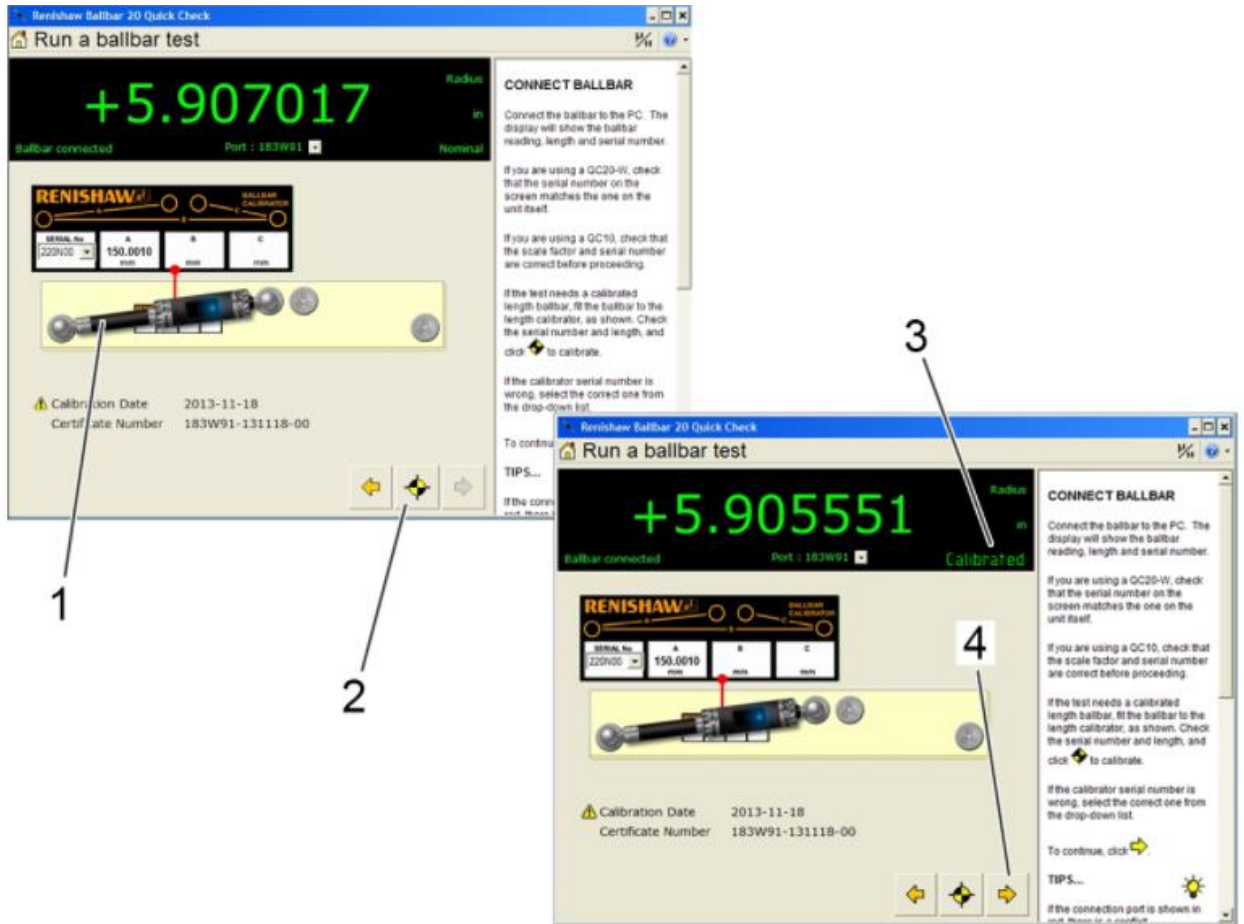 Renishaw Ballbar 20 Quick Check
Run a ballbar test
+5.907017
Radius
in
Ballbar connected
Port : 183W91
Nominal
RENISHAW
BALLBAR
CALIBRATOR
A
B
C
SERIAL No
A
B
C
220N00
150.0010
mm
mm
mm
Calibration Date 2013-11-18
Certificate Number 183W91-131118-00
CONNECT BALLBAR
Connect the ballbar to the PC. The
display will show the ballbar
reading, length and serial number.
If you are using a GC20-W, check
that the serial number on the
screen matches the one on the
unit itself.
If you are using a QC10, check that
the scale factor and serial number
are correct before proceeding.
If the test needs a calibrated
length ballbar, fit the ballbar to the
length calibrator, as shown. Check
the serial number and length, and
click to calibrate.
If the calibrator serial number is
wrong, select the correct one from
the drop-down list.
To continu
TIPS...
If the conn
1
2
3
Renishaw Ballbar 20 Quick Check
Run a ballbar test
+5.905551
Radius
in
Ballbar connected
Port : 183W91
Calibrated
RENISHAW
BALLBAR
CALIBRATOR
A
B
C
SERIAL No
A
B
C
220N00
150.0010
mm
mm
mm
4
Calibration Date 2013-11-18
Certificate Number 183W91-131118-00
CONNECT BALLBAR
Connect the ballbar to the PC. The
display will show the ballbar
reading, length and serial number.
If you are using a GC20-W, check
that the serial number on the
screen matches the one on the
unit itself.
If you are using a QC10, check that
the scale factor and serial number
are correct before proceeding.
If the test needs a calibrated
length ballbar, fit the ballbar to the
length calibrator, as shown. Check
the serial number and length, and
click to calibrate.
If the calibrator serial number is
wrong, select the correct one from
the drop-down list.
To continue, click
TIPS...
If the connection port is shown in
red, there is a conflict